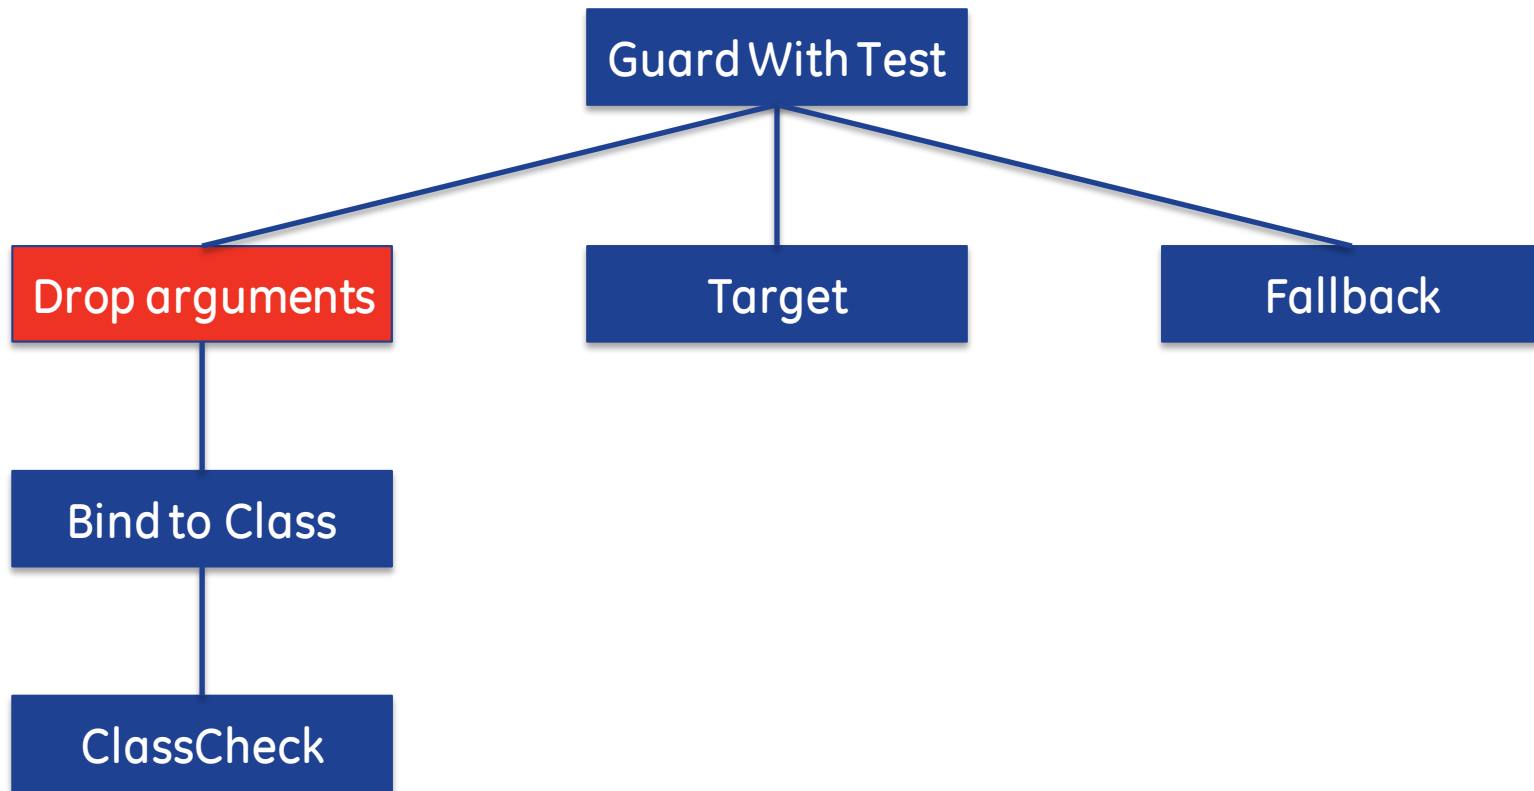 Guard With Test
Drop arguments
Target
Fallback
Bind to Class
ClassCheck